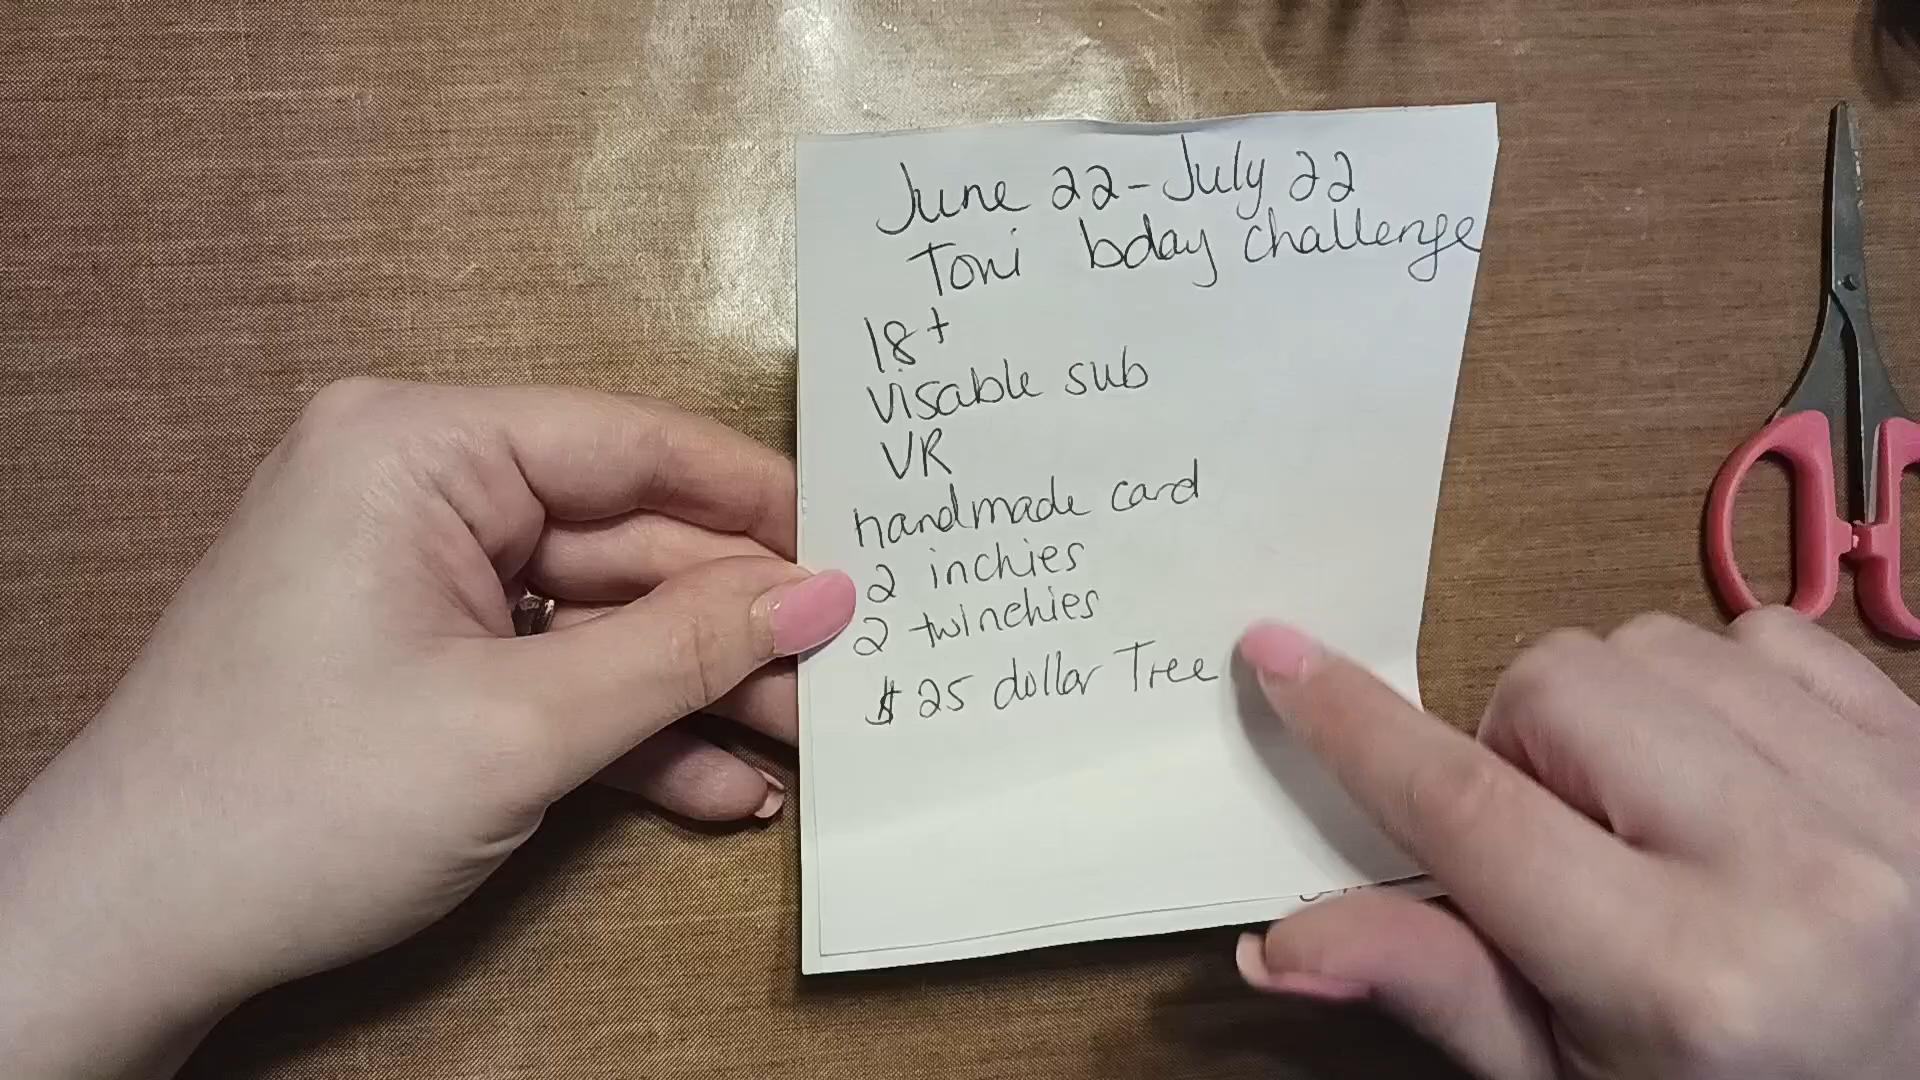 June 22 - July 22
Toni bday challenge
18+
visable sub
VR
handmade card
2 inchies
2 twinchies
$25 dollar Tree